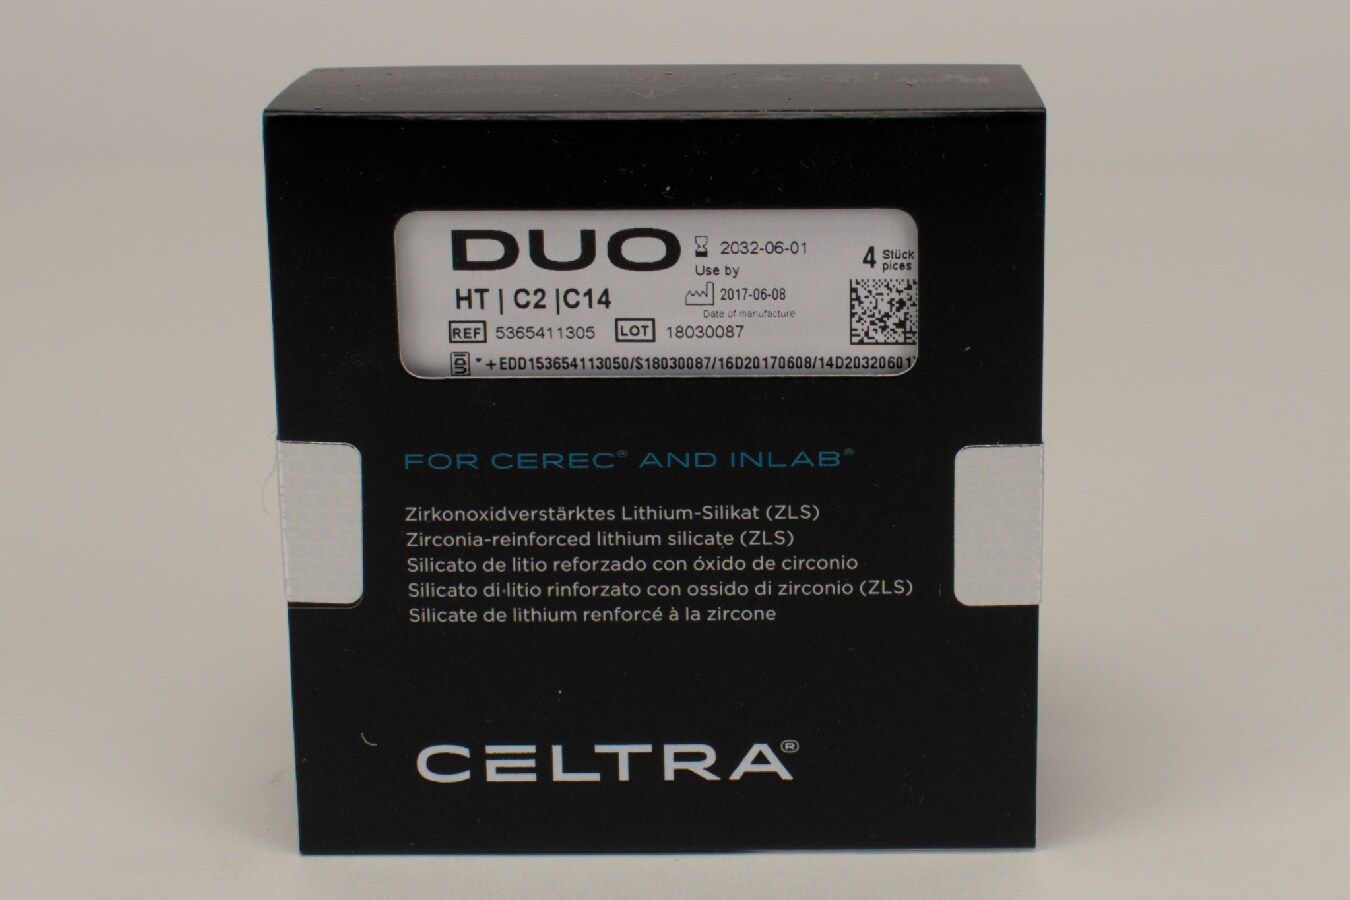 DUO
2032-06-01
Use by
4 Stück
pices
HT | C2 |C14
2017-06-08
Date of manufacture
REF 5365411305 LOT 18030087
*+EDD153654113050/S18030087/16D20170608/14D20320601
FOR CEREC® AND INLAB®
Zirkonoxidverstärktes Lithium-Silikat (ZLS)
Zirconia-reinforced lithium silicate (ZLS)
Silicato de litio reforzado con óxido de circonio
Silicato di litio rinforzato con ossido di zirconio (ZLS)
Silicate de lithium renforcé à la zircone
CELTRA®